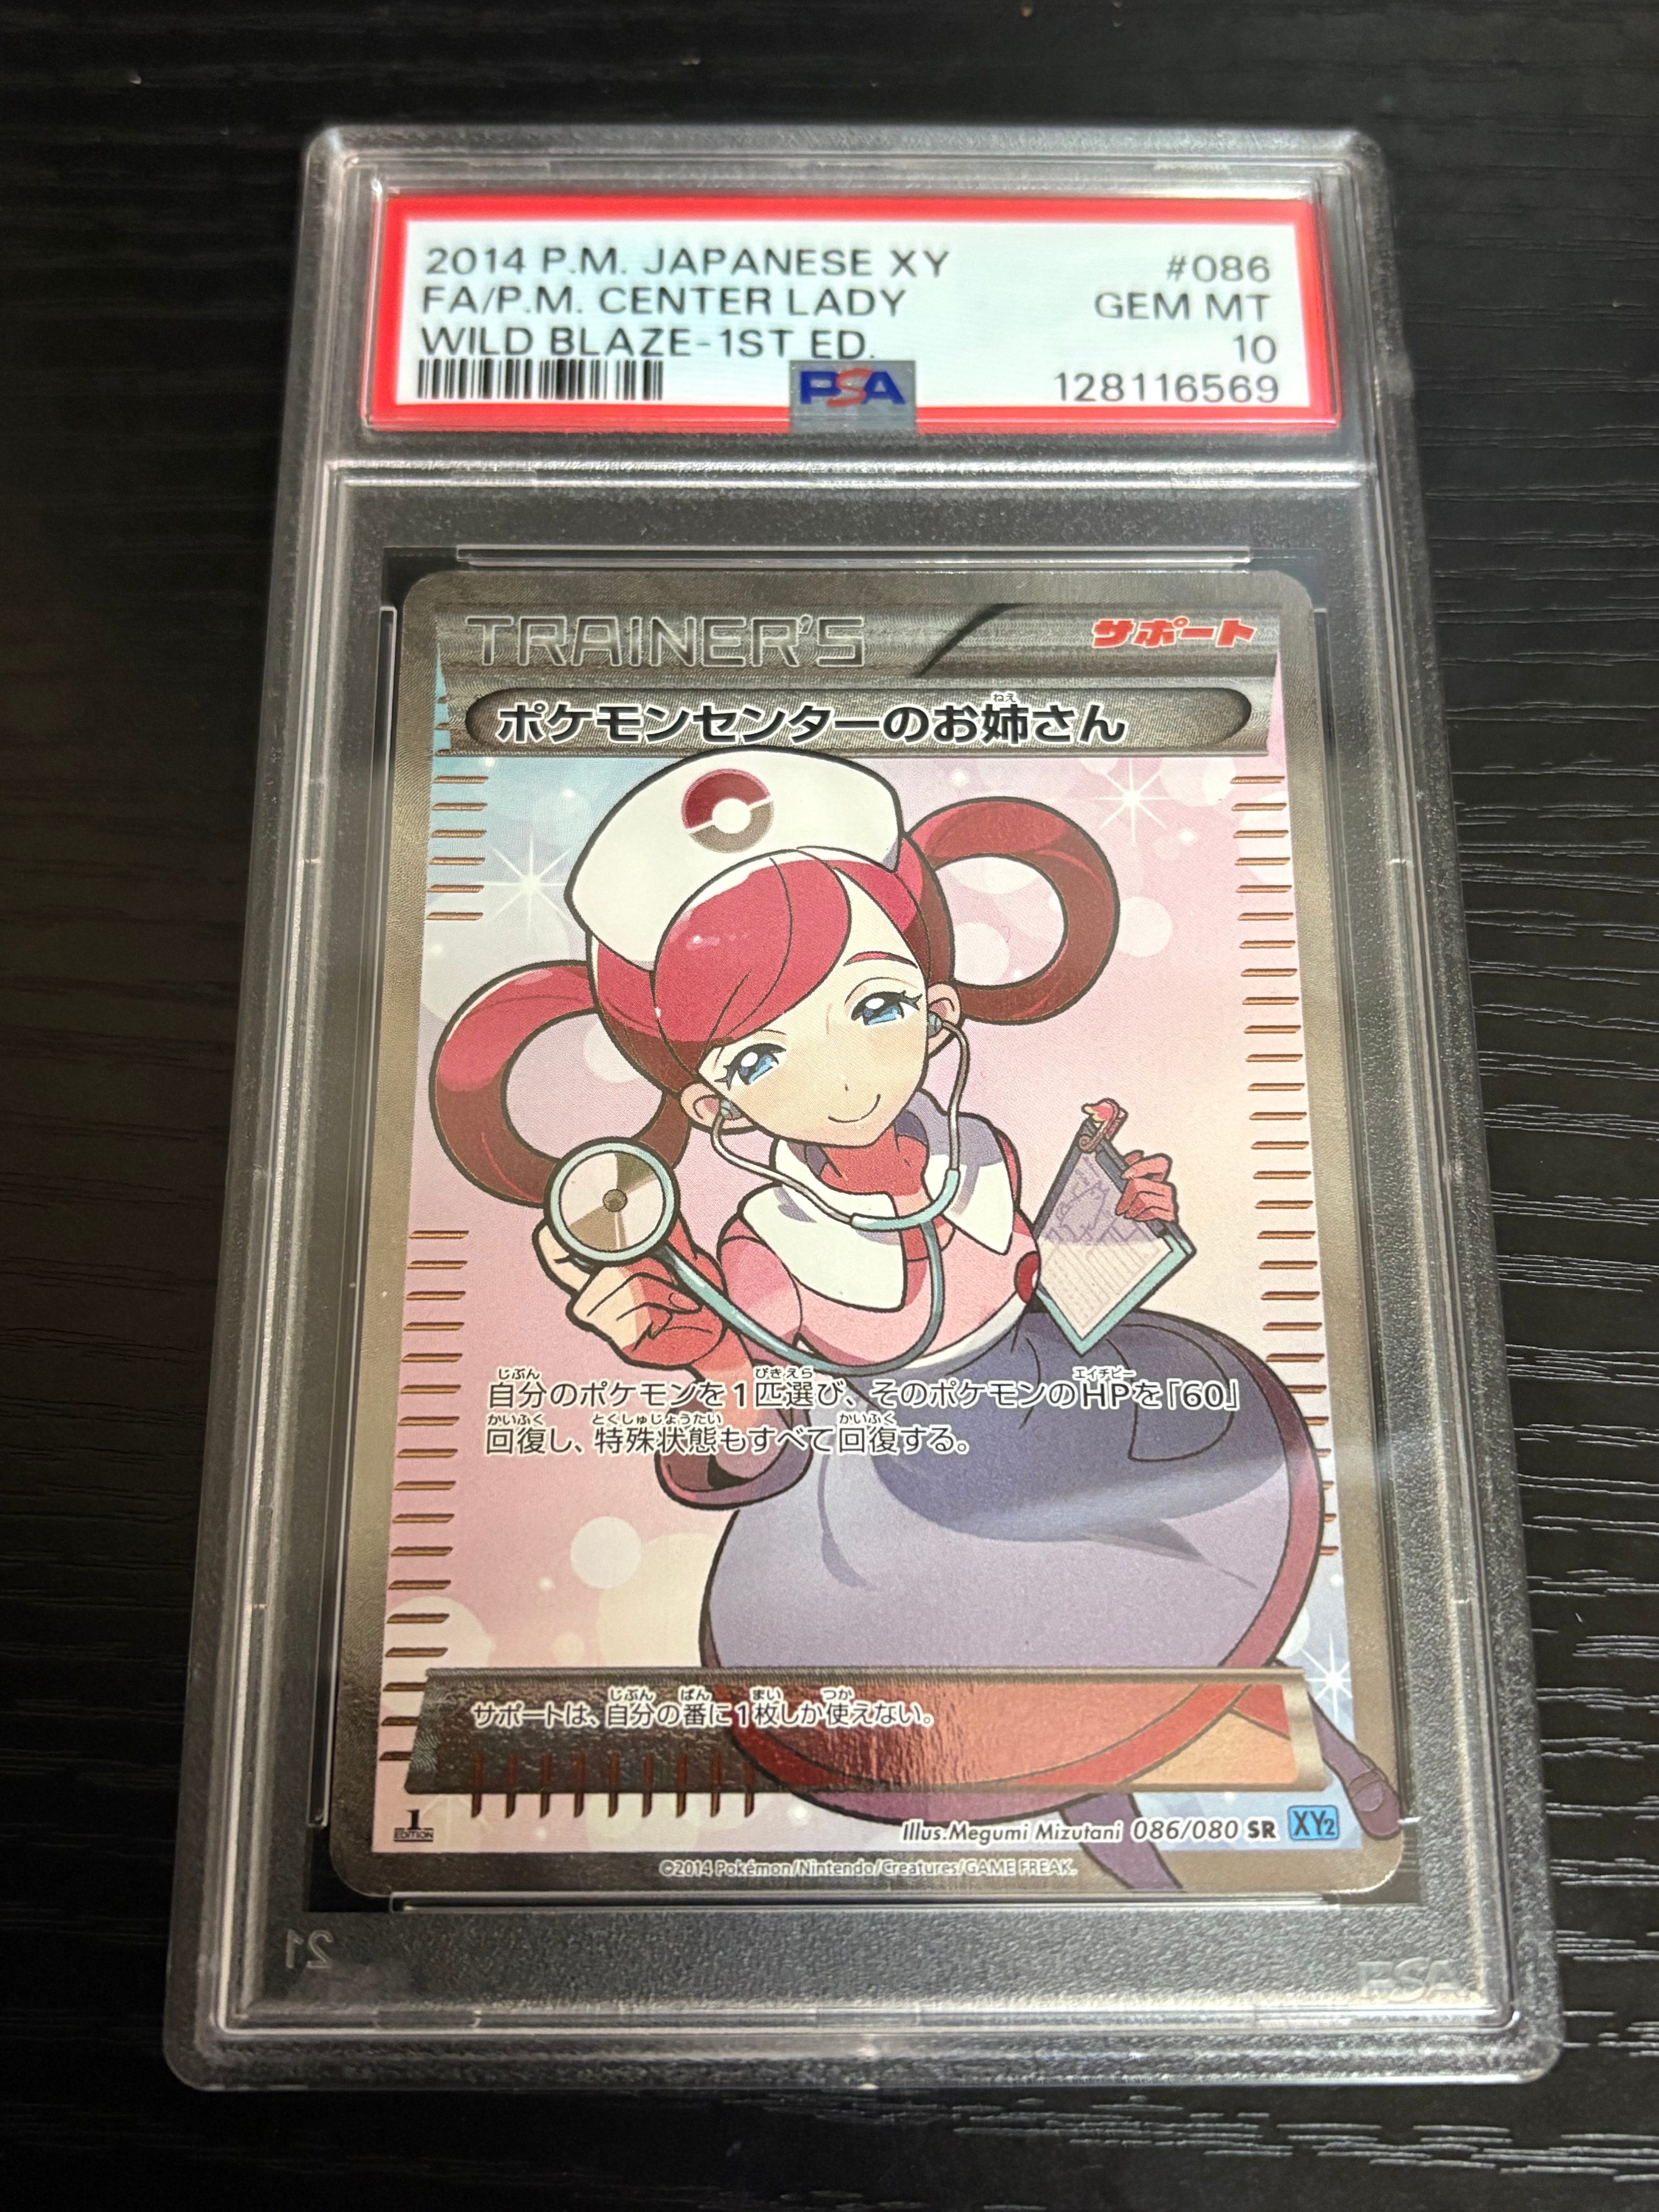 2014 P.M. JAPANESE XY #086
FA/P.M. CENTER LADY GEM MT
WILD BLAZE-1ST ED. 10
PSA 128116569
TRAINER'S サポート
ねえ
ポケモンセンターのお姉さん
じぶん びきえら エイチピー
自分のポケモンを1匹選び、そのポケモンのHPを「60」
かいふく とくしゅじょうたい かいふく
回復し、特殊状態もすべて回復する。
じぶん ばん まい つか
サポートは、自分の番に1枚しか使えない。
1 EDITION Illus.Megumi Mizutani 086/080 SR XY2
©2014 Pokémon/Nintendo/Creatures/GAME FREAK.
21 PSA